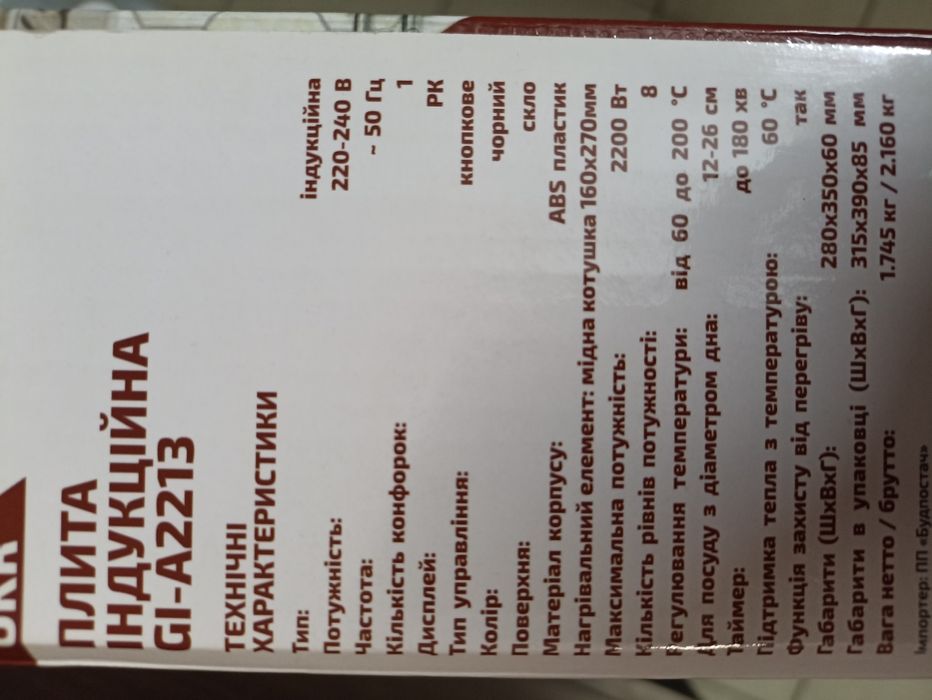 ПЛИТА
ІНДУКЦІЙНА
GI-A2213
ТЕХНІЧНІ
ХАРАКТЕРИСТИКИ
Тип: індукційна
Потужність: 220-240 В
Частота: ~ 50 Гц
Кількість конфорок: 1
Дисплей: РК
Тип управління: кнопкове
Колір: чорний
Поверхня: скло
Матеріал корпусу: ABS пластик
Нагрівальний елемент: мідна котушка 160х270мм
Максимальна потужність: 2200 Вт
Кількість рівнів потужності: 8
Регулювання температури: від 60 до 200 °С
Для посуду з діаметром дна: 12-26 см
Таймер: до 180 хв
Підтримка тепла з температурою: 60 °С
Функція захисту від перегріву: так
Габарити (ШхВхГ): 280х350х60 мм
Габарити в упаковці (ШхВхГ): 315х390х85 мм
Вага нетто / брутто: 1.745 кг / 2.160 кг
Імпортер: ПП «Будпостач»